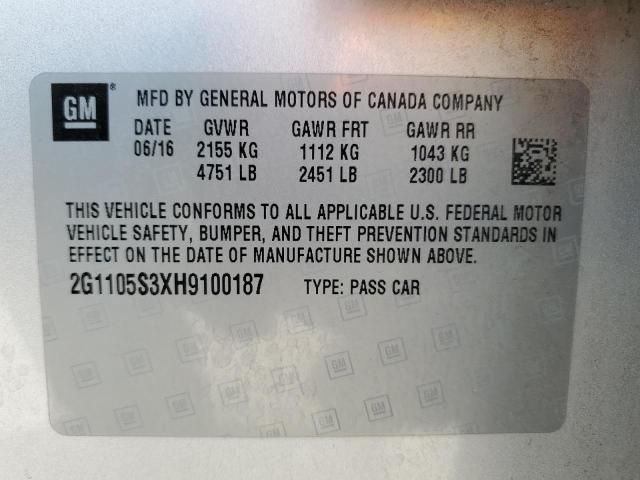 GM® MFD BY GENERAL MOTORS OF CANADA COMPANY
DATE GVWR GAWR FRT GAWR RR
06/16 2155 KG 1112 KG 1043 KG
4751 LB 2451 LB 2300 LB
THIS VEHICLE CONFORMS TO ALL APPLICABLE U.S. FEDERAL MOTOR
VEHICLE SAFETY, BUMPER, AND THEFT PREVENTION STANDARDS IN
EFFECT ON THE DATE OF MANUFACTURE SHOWN ABOVE.
2G1105S3XH9100187 TYPE: PASS CAR